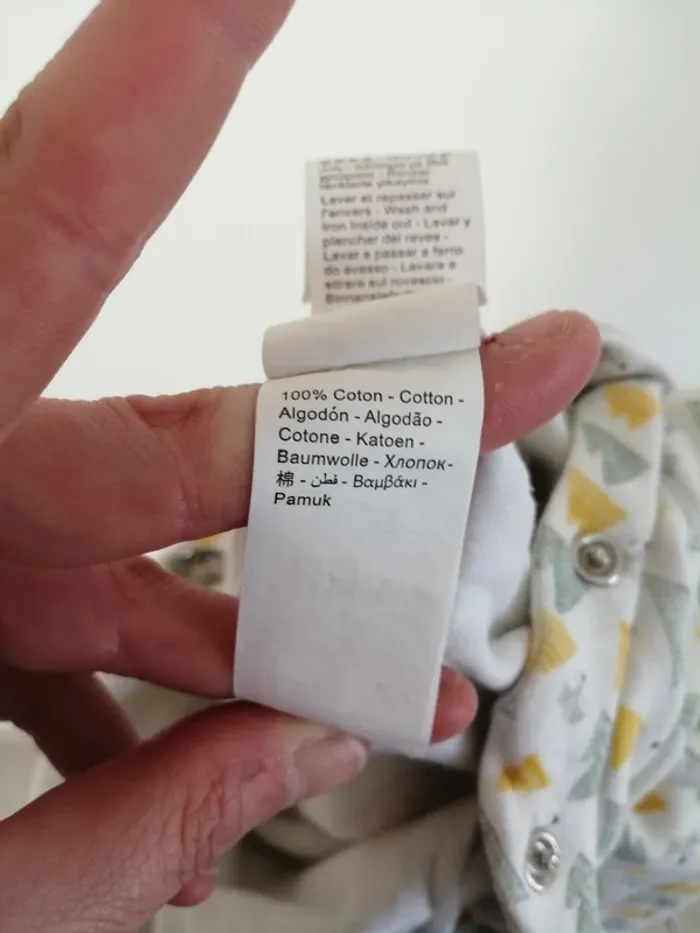 Laver et repasser sur
l'envers - Wash and
iron inside out - Lavar y
planchar del reves -
Lavar e passar a ferro
do avesso - Lavare e
stirare sul rovescio -
100% Coton - Cotton -
Algodón - Algodão -
Cotone - Katoen -
Baumwolle - Хлопок-
棉 - قطن - Βαμβάκι -
Pamuk